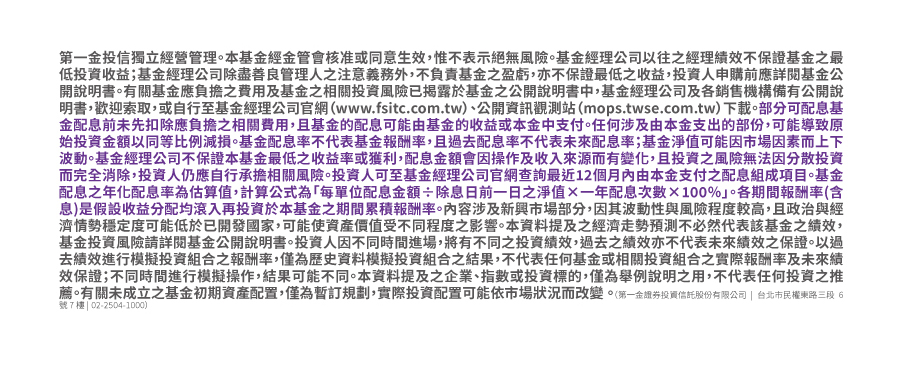 第一金投信獨立經營管理。本基金經金管會核准或同意生效，惟不表示絕無風險。基金經理公司以往之經理績效不保證基金之最
低投資收益；基金經理公司除盡善良管理人之注意義務外，不負責基金之盈虧，亦不保證最低之收益，投資人申購前應詳閱基金公
開說明書。有關基金應負擔之費用及基金之相關投資風險已揭露於基金之公開說明書中，基金經理公司及各銷售機構備有公開說
明書，歡迎索取，或自行至基金經理公司官網（www.fsitc.com.tw）、公開資訊觀測站（mops.twse.com.tw）下載。部分可配息基
金配息前未先扣除應負擔之相關費用，且基金的配息可能由基金的收益或本金中支付。任何涉及由本金支出的部份，可能導致原
始投資金額以同等比例減損。基金配息率不代表基金報酬率，且過去配息率不代表未來配息率；基金淨值可能因市場因素而上下
波動。基金經理公司不保證本基金最低之收益率或獲利，配息金額會因操作及收入來源而有變化，且投資之風險無法因分散投資
而完全消除，投資人仍應自行承擔相關風險。投資人可至基金經理公司官網查詢最近12個月內由本金支付之配息組成項目。基金
配息之年化配息率為估算值，計算公式為「每單位配息金額÷除息日前一日之淨值×一年配息次數×100%」。各期間報酬率(含
息)是假設收益分配均滾入再投資於本基金之期間累積報酬率。內容涉及新興市場部分，因其波動性與風險程度較高，且政治與經
濟情勢穩定度可能低於已開發國家，可能使資產價值受不同程度之影響。本資料提及之經濟走勢預測不必然代表該基金之績效，
基金投資風險請詳閱基金公開說明書。投資人因不同時間進場，將有不同之投資績效，過去之績效亦不代表未來績效之保證。以過
去績效進行模擬投資組合之報酬率，僅為歷史資料模擬投資組合之結果，不代表任何基金或相關投資組合之實際報酬率及未來績
效保證；不同時間進行模擬操作，結果可能不同。本資料提及之企業、指數或投資標的，僅為舉例說明之用，不代表任何投資之推
薦。有關未成立之基金初期資產配置，僅為暫訂規劃，實際投資配置可能依市場狀況而改變 。（第一金證券投資信託股份有限公司 | 台北市民權東路三段 6
號 7 樓 | 02-2504-1000）